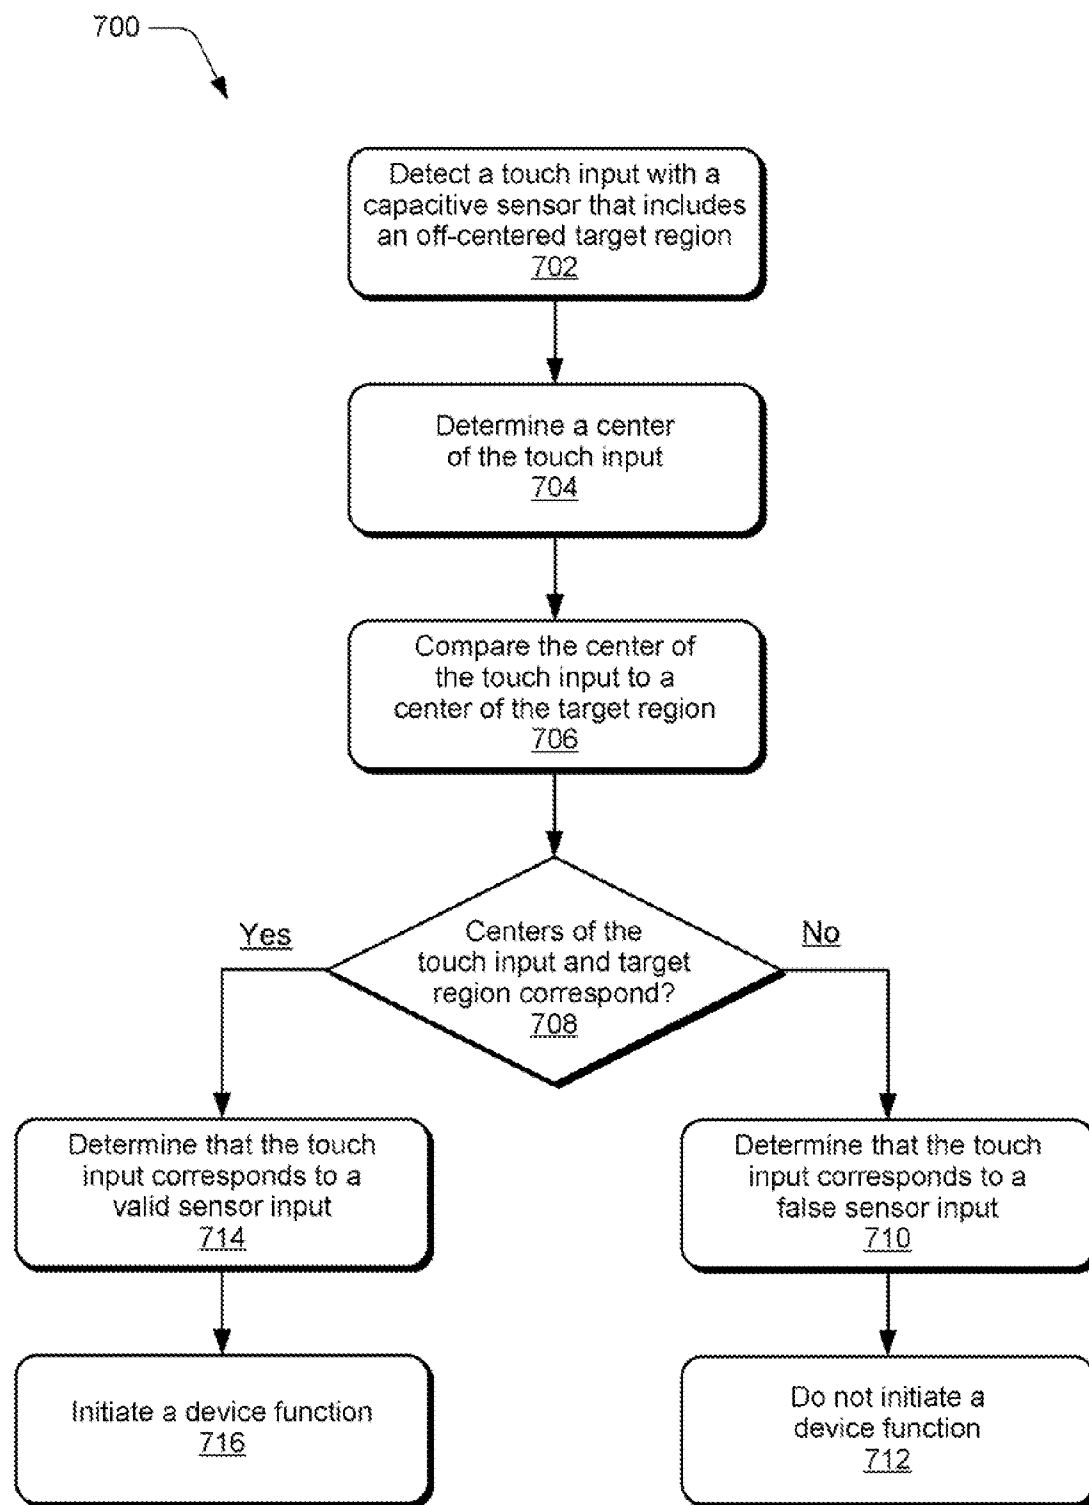 700
Detect a touch input with a
capacitive sensor that includes
an off-centered target region
702
Determine a center
of the touch input
704
Compare the center of
the touch input to a
center of the target region
706
Centers of the
touch input and target
region correspond?
708
Yes
No
Determine that the touch
input corresponds to a
valid sensor input
714
Determine that the touch
input corresponds to a
false sensor input
710
Initiate a device function
716
Do not initiate a
device function
712